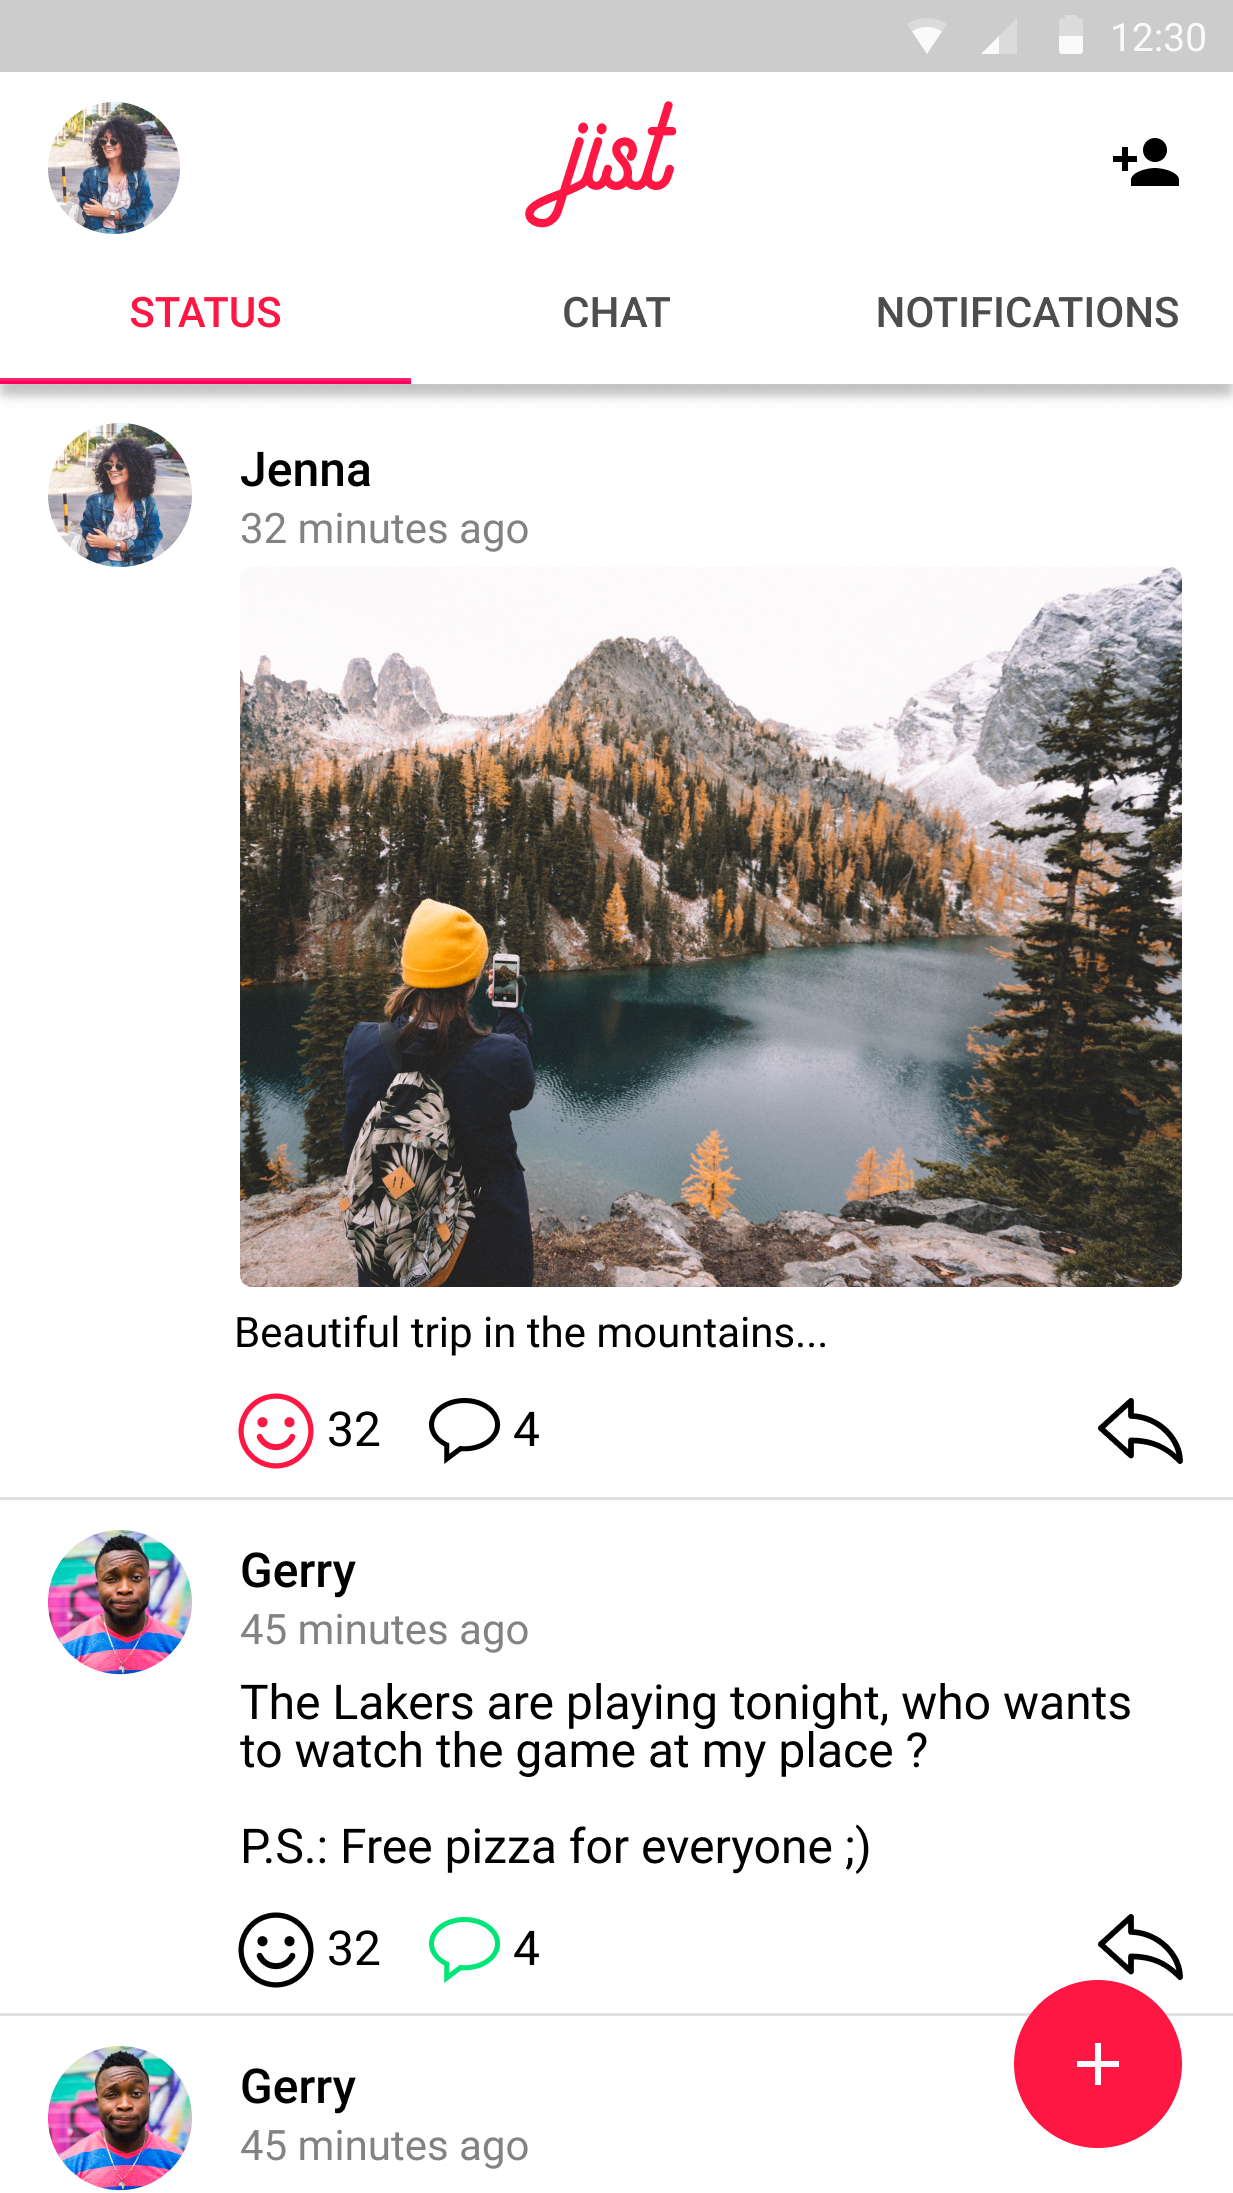 12:30
jist
STATUS
CHAT
NOTIFICATIONS
Jenna
32 minutes ago
Beautiful trip in the mountains...
32
4
Gerry
45 minutes ago
The Lakers are playing tonight, who wants
to watch the game at my place ?
P.S.: Free pizza for everyone ;)
32
4
Gerry
45 minutes ago